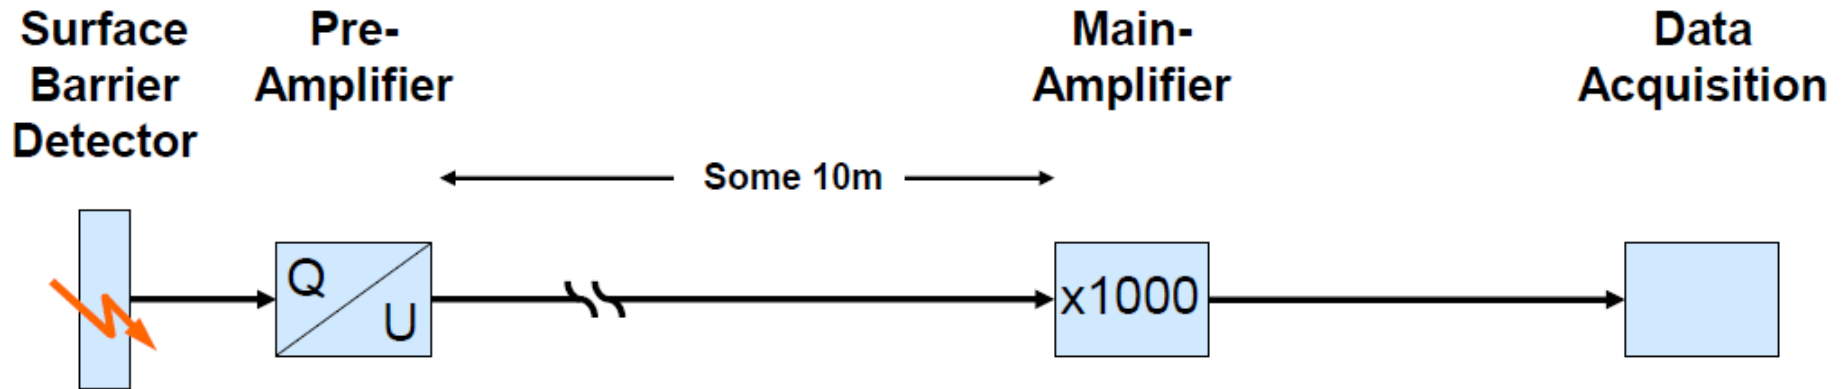 Surface
Barrier
Detector
Pre-
Amplifier
Main-
Amplifier
Data
Acquisition
Some 10m
Q
U
x1000